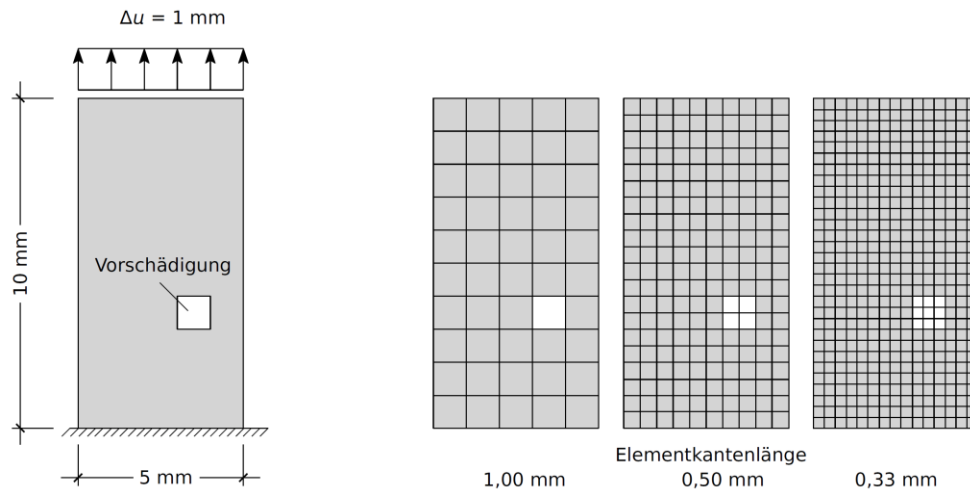 Δu = 1 mm
10 mm
Vorschädigung
5 mm
Elementkantenlänge
1,00 mm
0,50 mm
0,33 mm